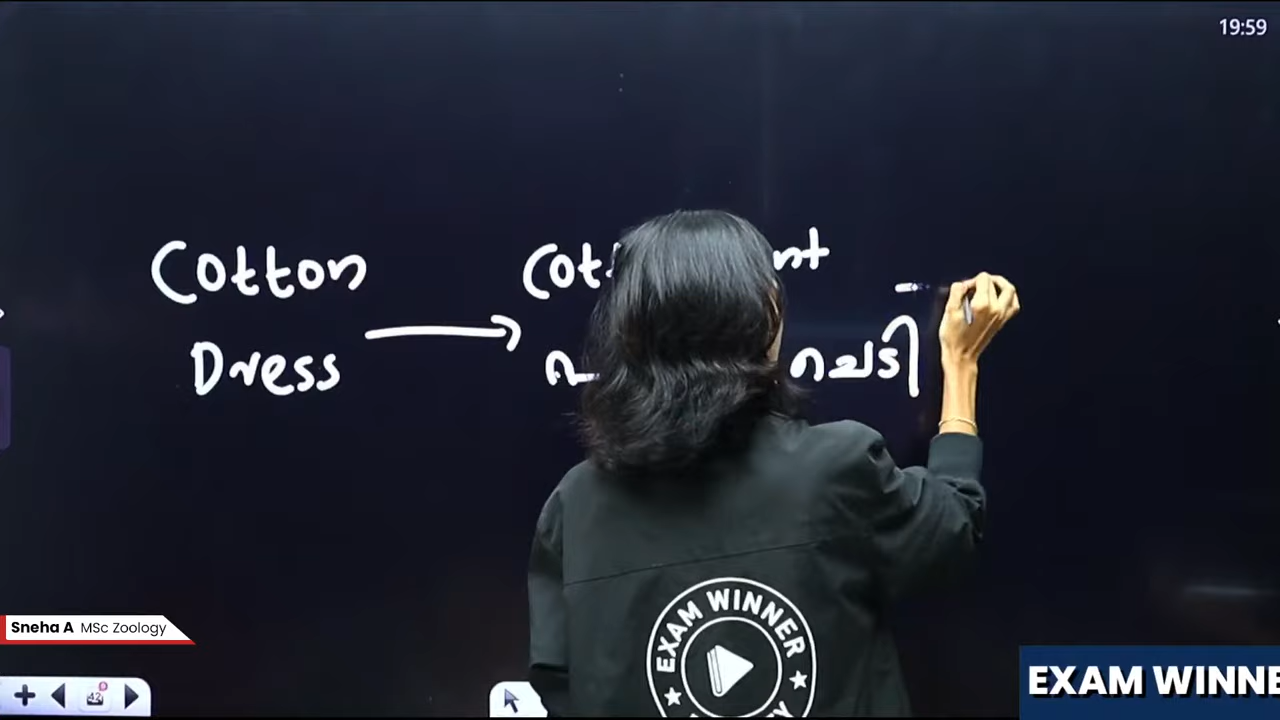 19:59
Cotton
Dress
ചെടി
Sneha A MSc Zoology
EXAM WINNER
EXAM WINNE